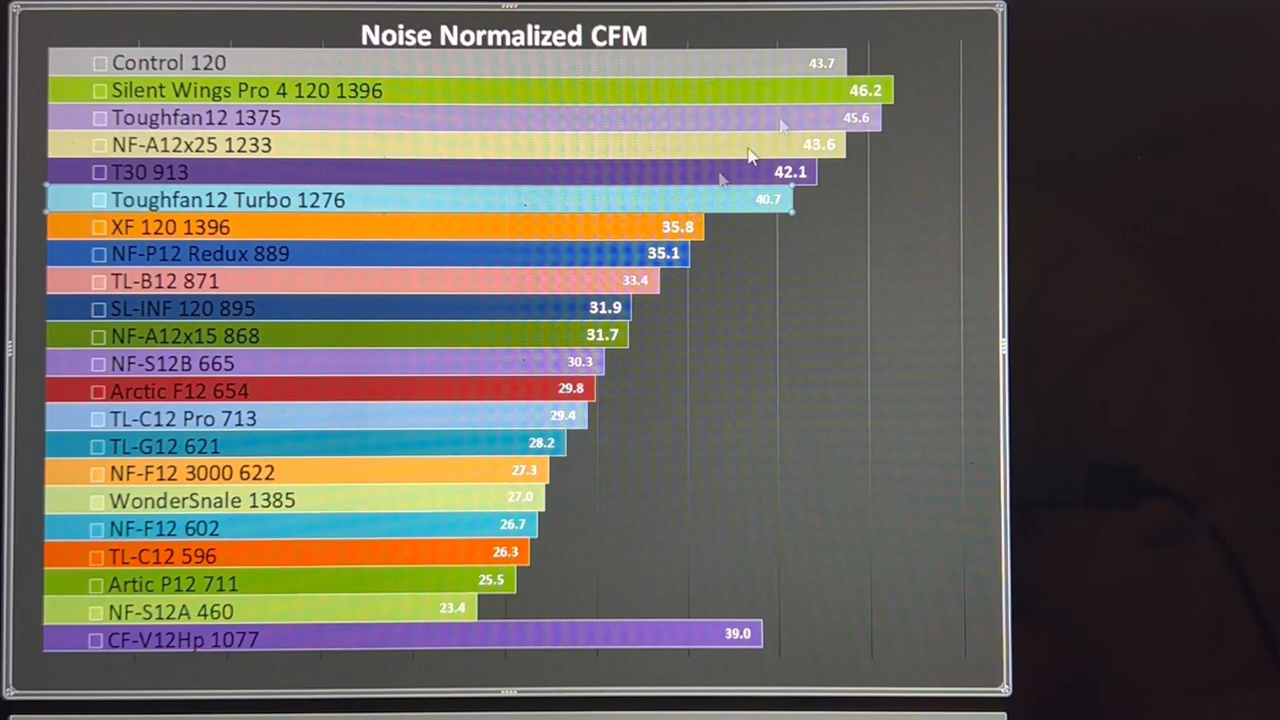 Noise Normalized CFM
Control 120 43.7
Silent Wings Pro 4 120 1396 46.2
Toughfan12 1375 45.6
NF-A12x25 1233 43.6
T30 913 42.1
Toughfan12 Turbo 1276 40.7
XF 120 1396 35.8
NF-P12 Redux 889 35.1
TL-B12 871 33.4
SL-INF 120 895 31.9
NF-A12x15 868 31.7
NF-S12B 665 30.3
Arctic F12 654 29.8
TL-C12 Pro 713 29.4
TL-G12 621 28.2
NF-F12 3000 622 27.3
WonderSnale 1385 27.0
NF-F12 602 26.7
TL-C12 596 26.3
Artic P12 711 25.5
NF-S12A 460 23.4
CF-V12Hp 1077 39.0